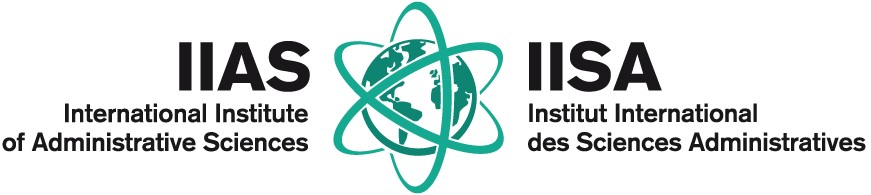 IIAS
International Institute
of Administrative Sciences
IISA
Institut International
des Sciences Administratives